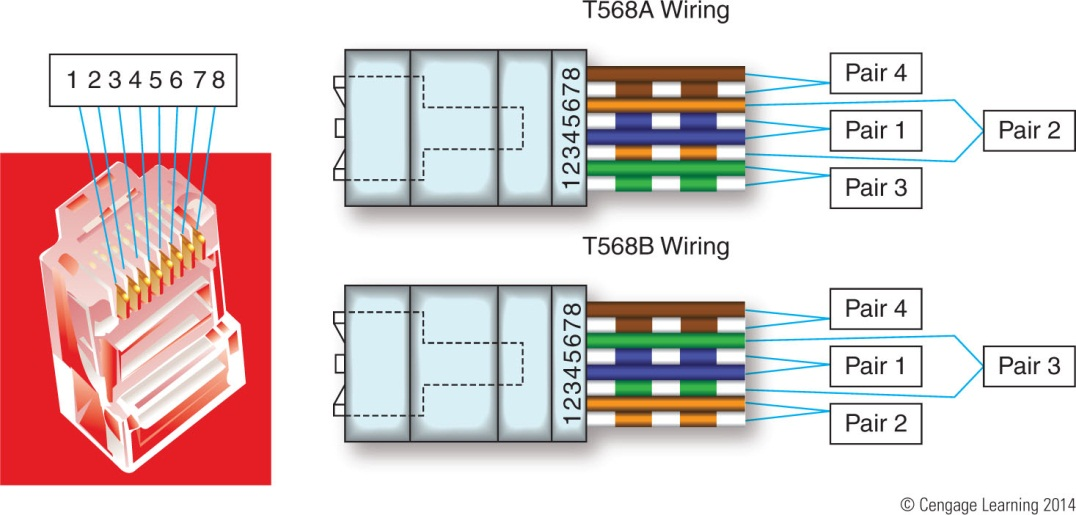 T568A Wiring
1 2 3 4 5 6 7 8
12345678
Pair 4
Pair 1
Pair 2
Pair 3
T568B Wiring
12345678
Pair 4
Pair 1
Pair 3
Pair 2
© Cengage Learning 2014